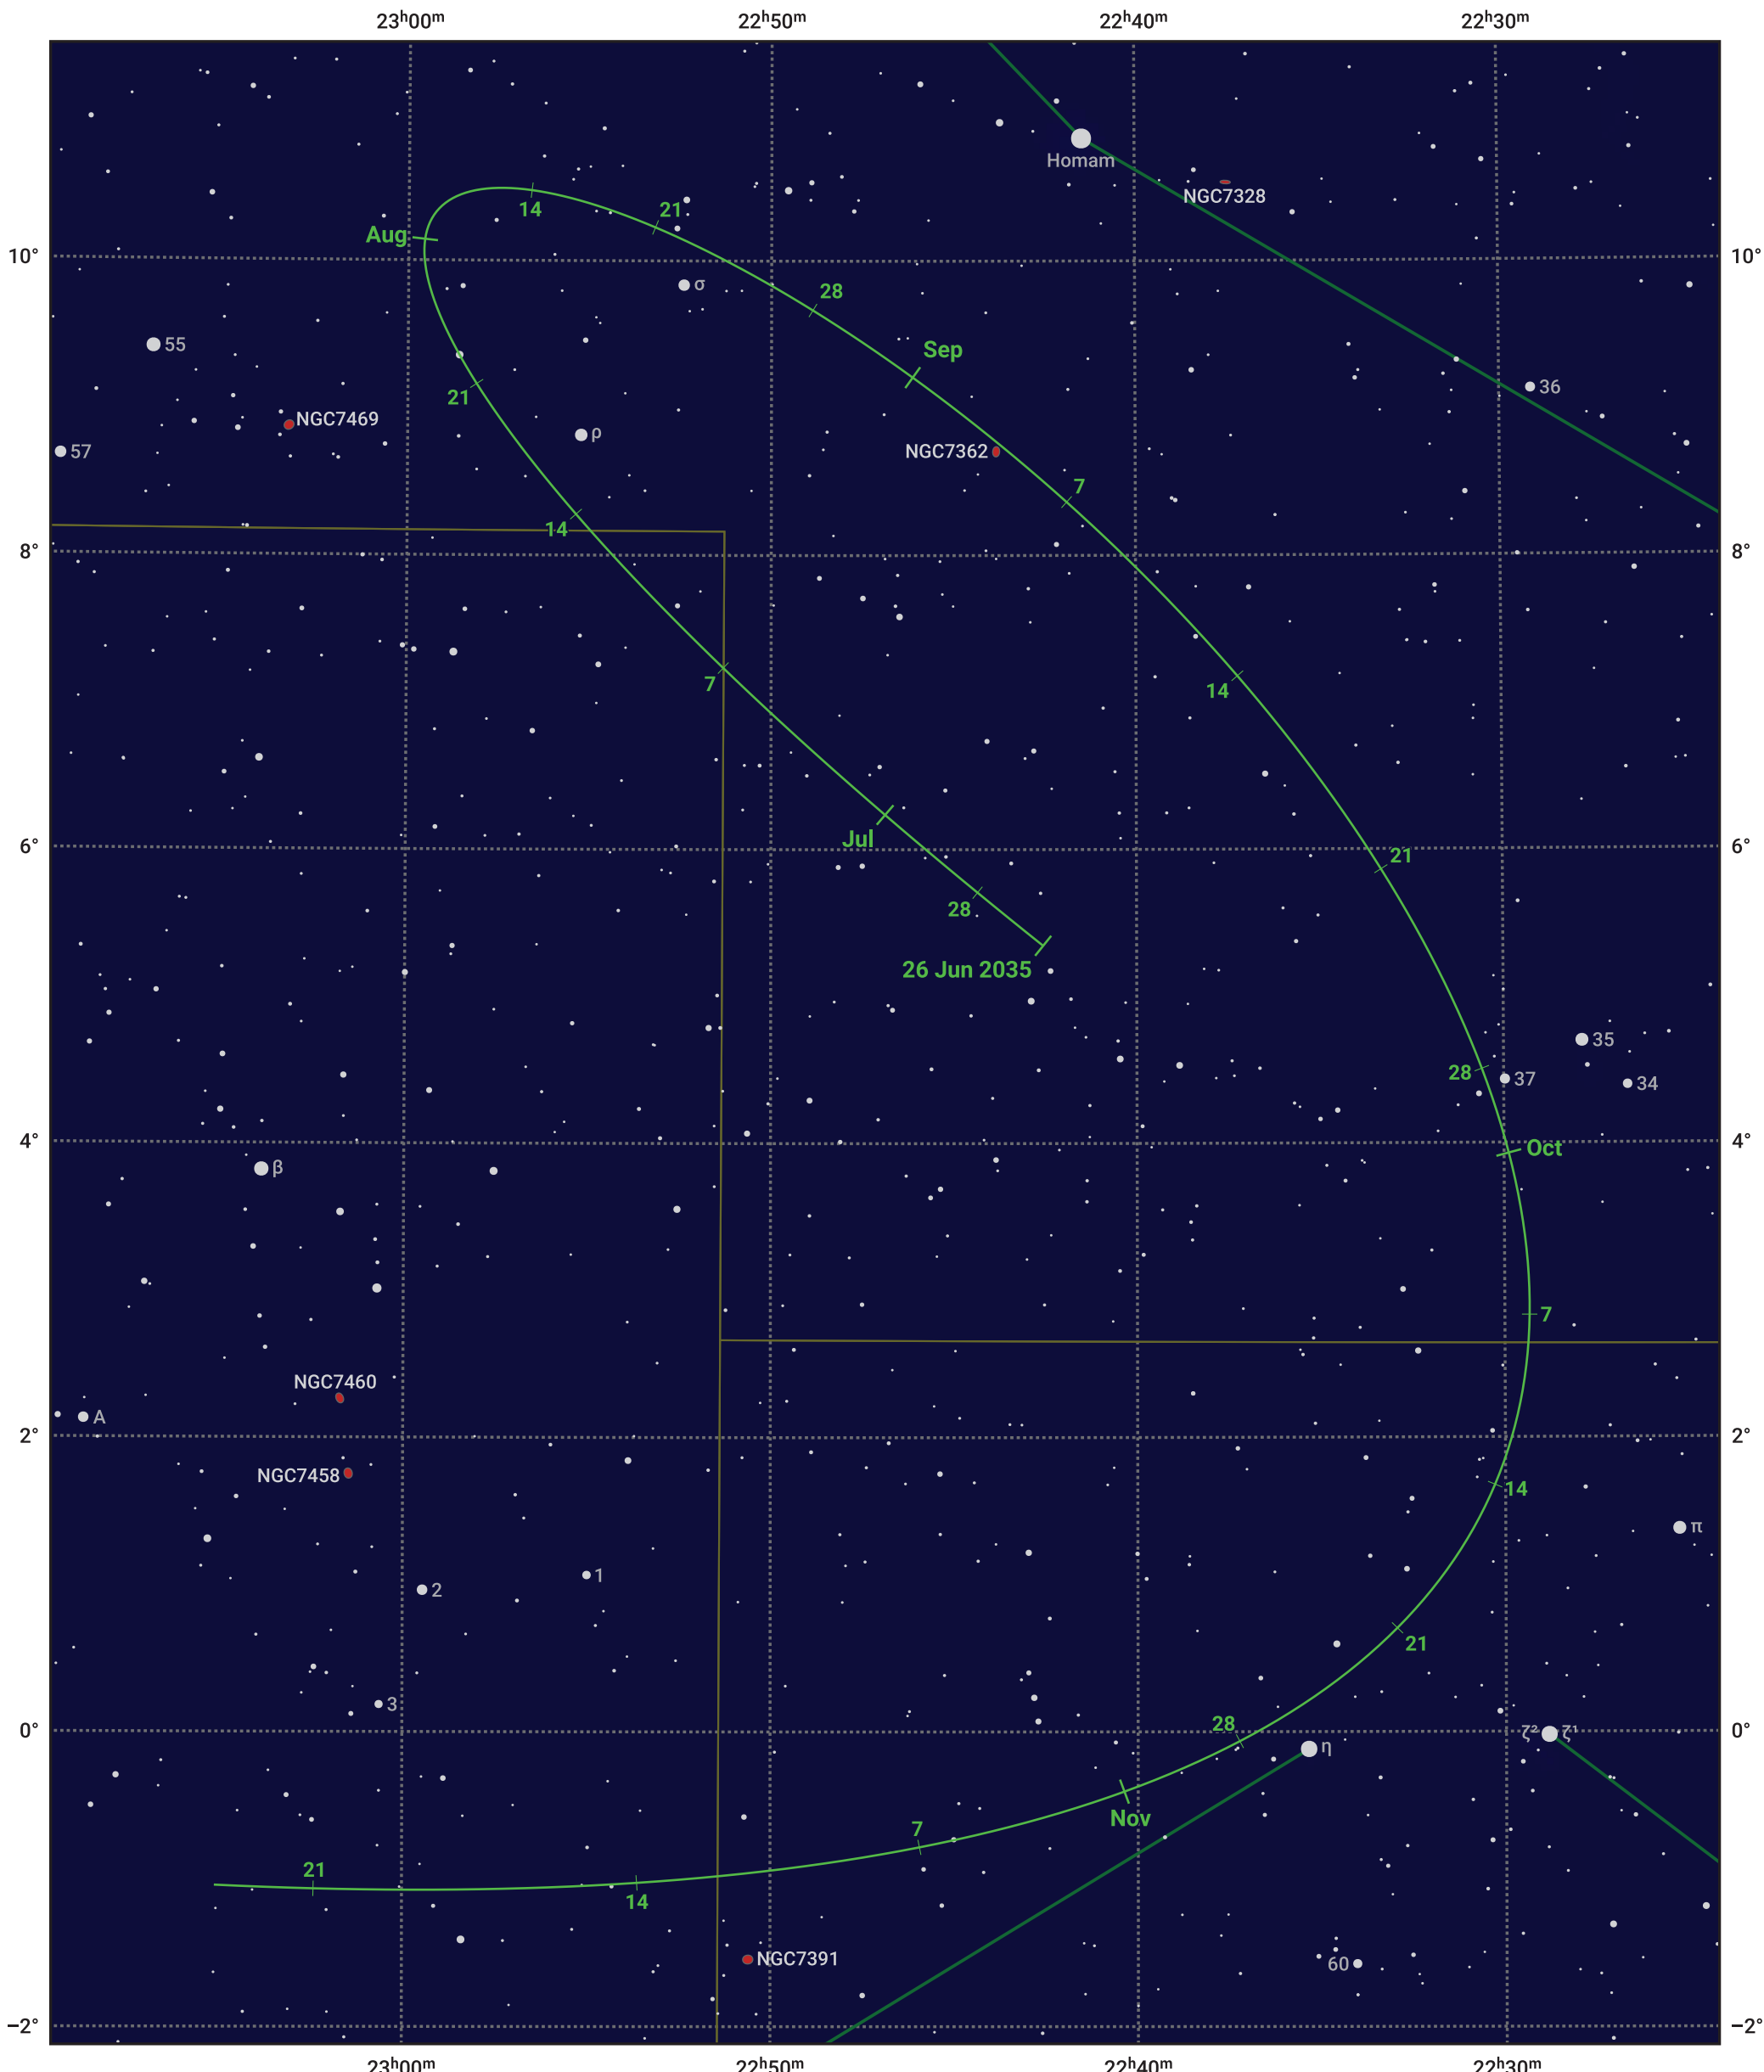 23h00m 22h50m 22h40m 22h30m
Homam
NGC7328
14 21
Aug
10° 10°
σ
28
55
Sep
36
21
NGC7469
ρ
57
NGC7362
7
14
8° 8°
7
14
6° 6°
Jul
21
28
26 Jun 2035
35
28 37
34
4° 4°
Oct
β
7
NGC7460
A
2° 2°
NGC7458
14
π
1
2
21
3
28
0° 0°
ζ² ζ¹
η
Nov
7
21
14
NGC7391
60
−2° −2°
23h00m 22h50m 22h40m 22h30m